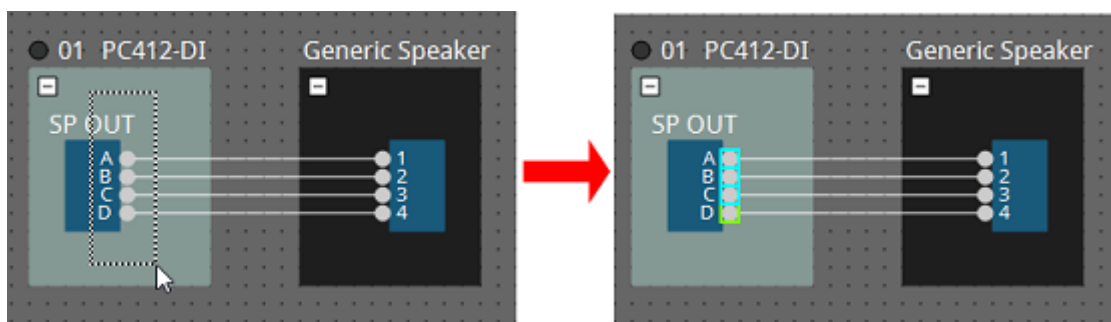 01 PC412-DI Generic Speaker
SP OUT
A 1
B 2
C 3
D 4
01 PC412-DI Generic Speaker
SP OUT
A 1
B 2
C 3
D 4